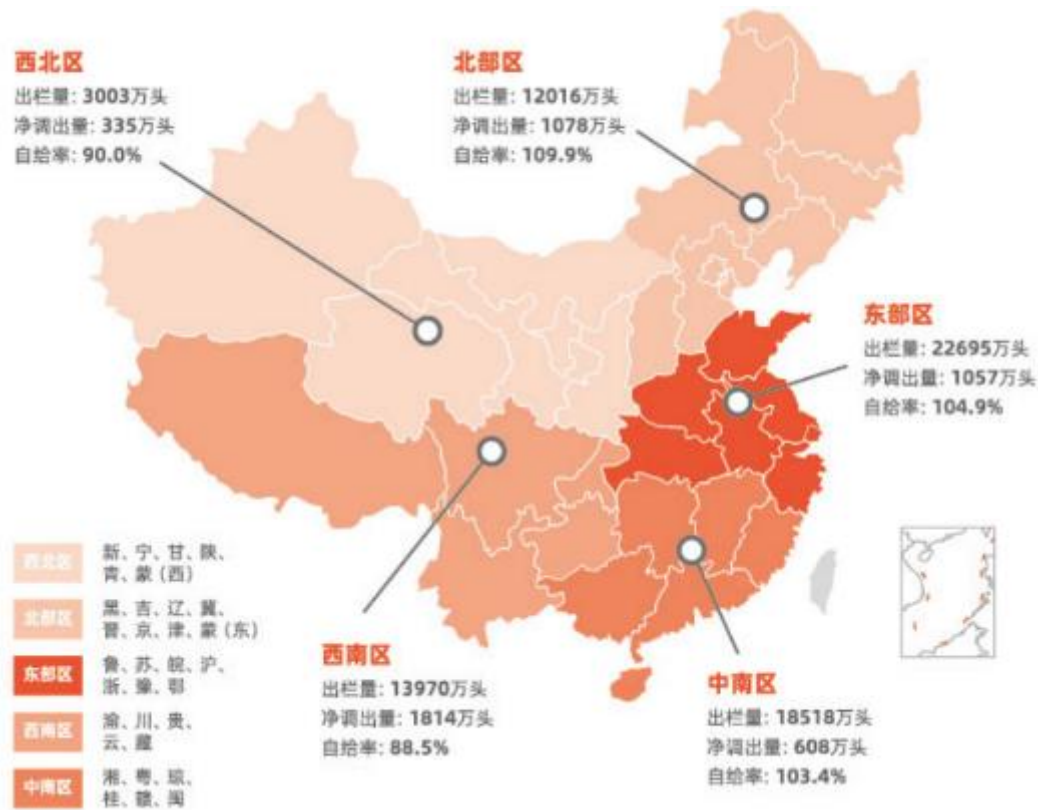 西北区
出栏量: 3003万头
净调出量: 335万头
自给率: 90.0%
北部区
出栏量: 12016万头
净调出量: 1078万头
自给率: 109.9%
东部区
出栏量: 22695万头
净调出量: 1057万头
自给率: 104.9%
西南区
出栏量: 13970万头
净调出量: 1814万头
自给率: 88.5%
中南区
出栏量: 18518万头
净调出量: 608万头
自给率: 103.4%
西北区
新、宁、甘、陕、
青、蒙(西)
北部区
黑、吉、辽、冀、
晋、京、津、蒙(东)
东部区
鲁、苏、皖、沪、
浙、豫、鄂
西南区
渝、川、贵、
云、藏
中南区
湘、粤、琼、
桂、赣、闽